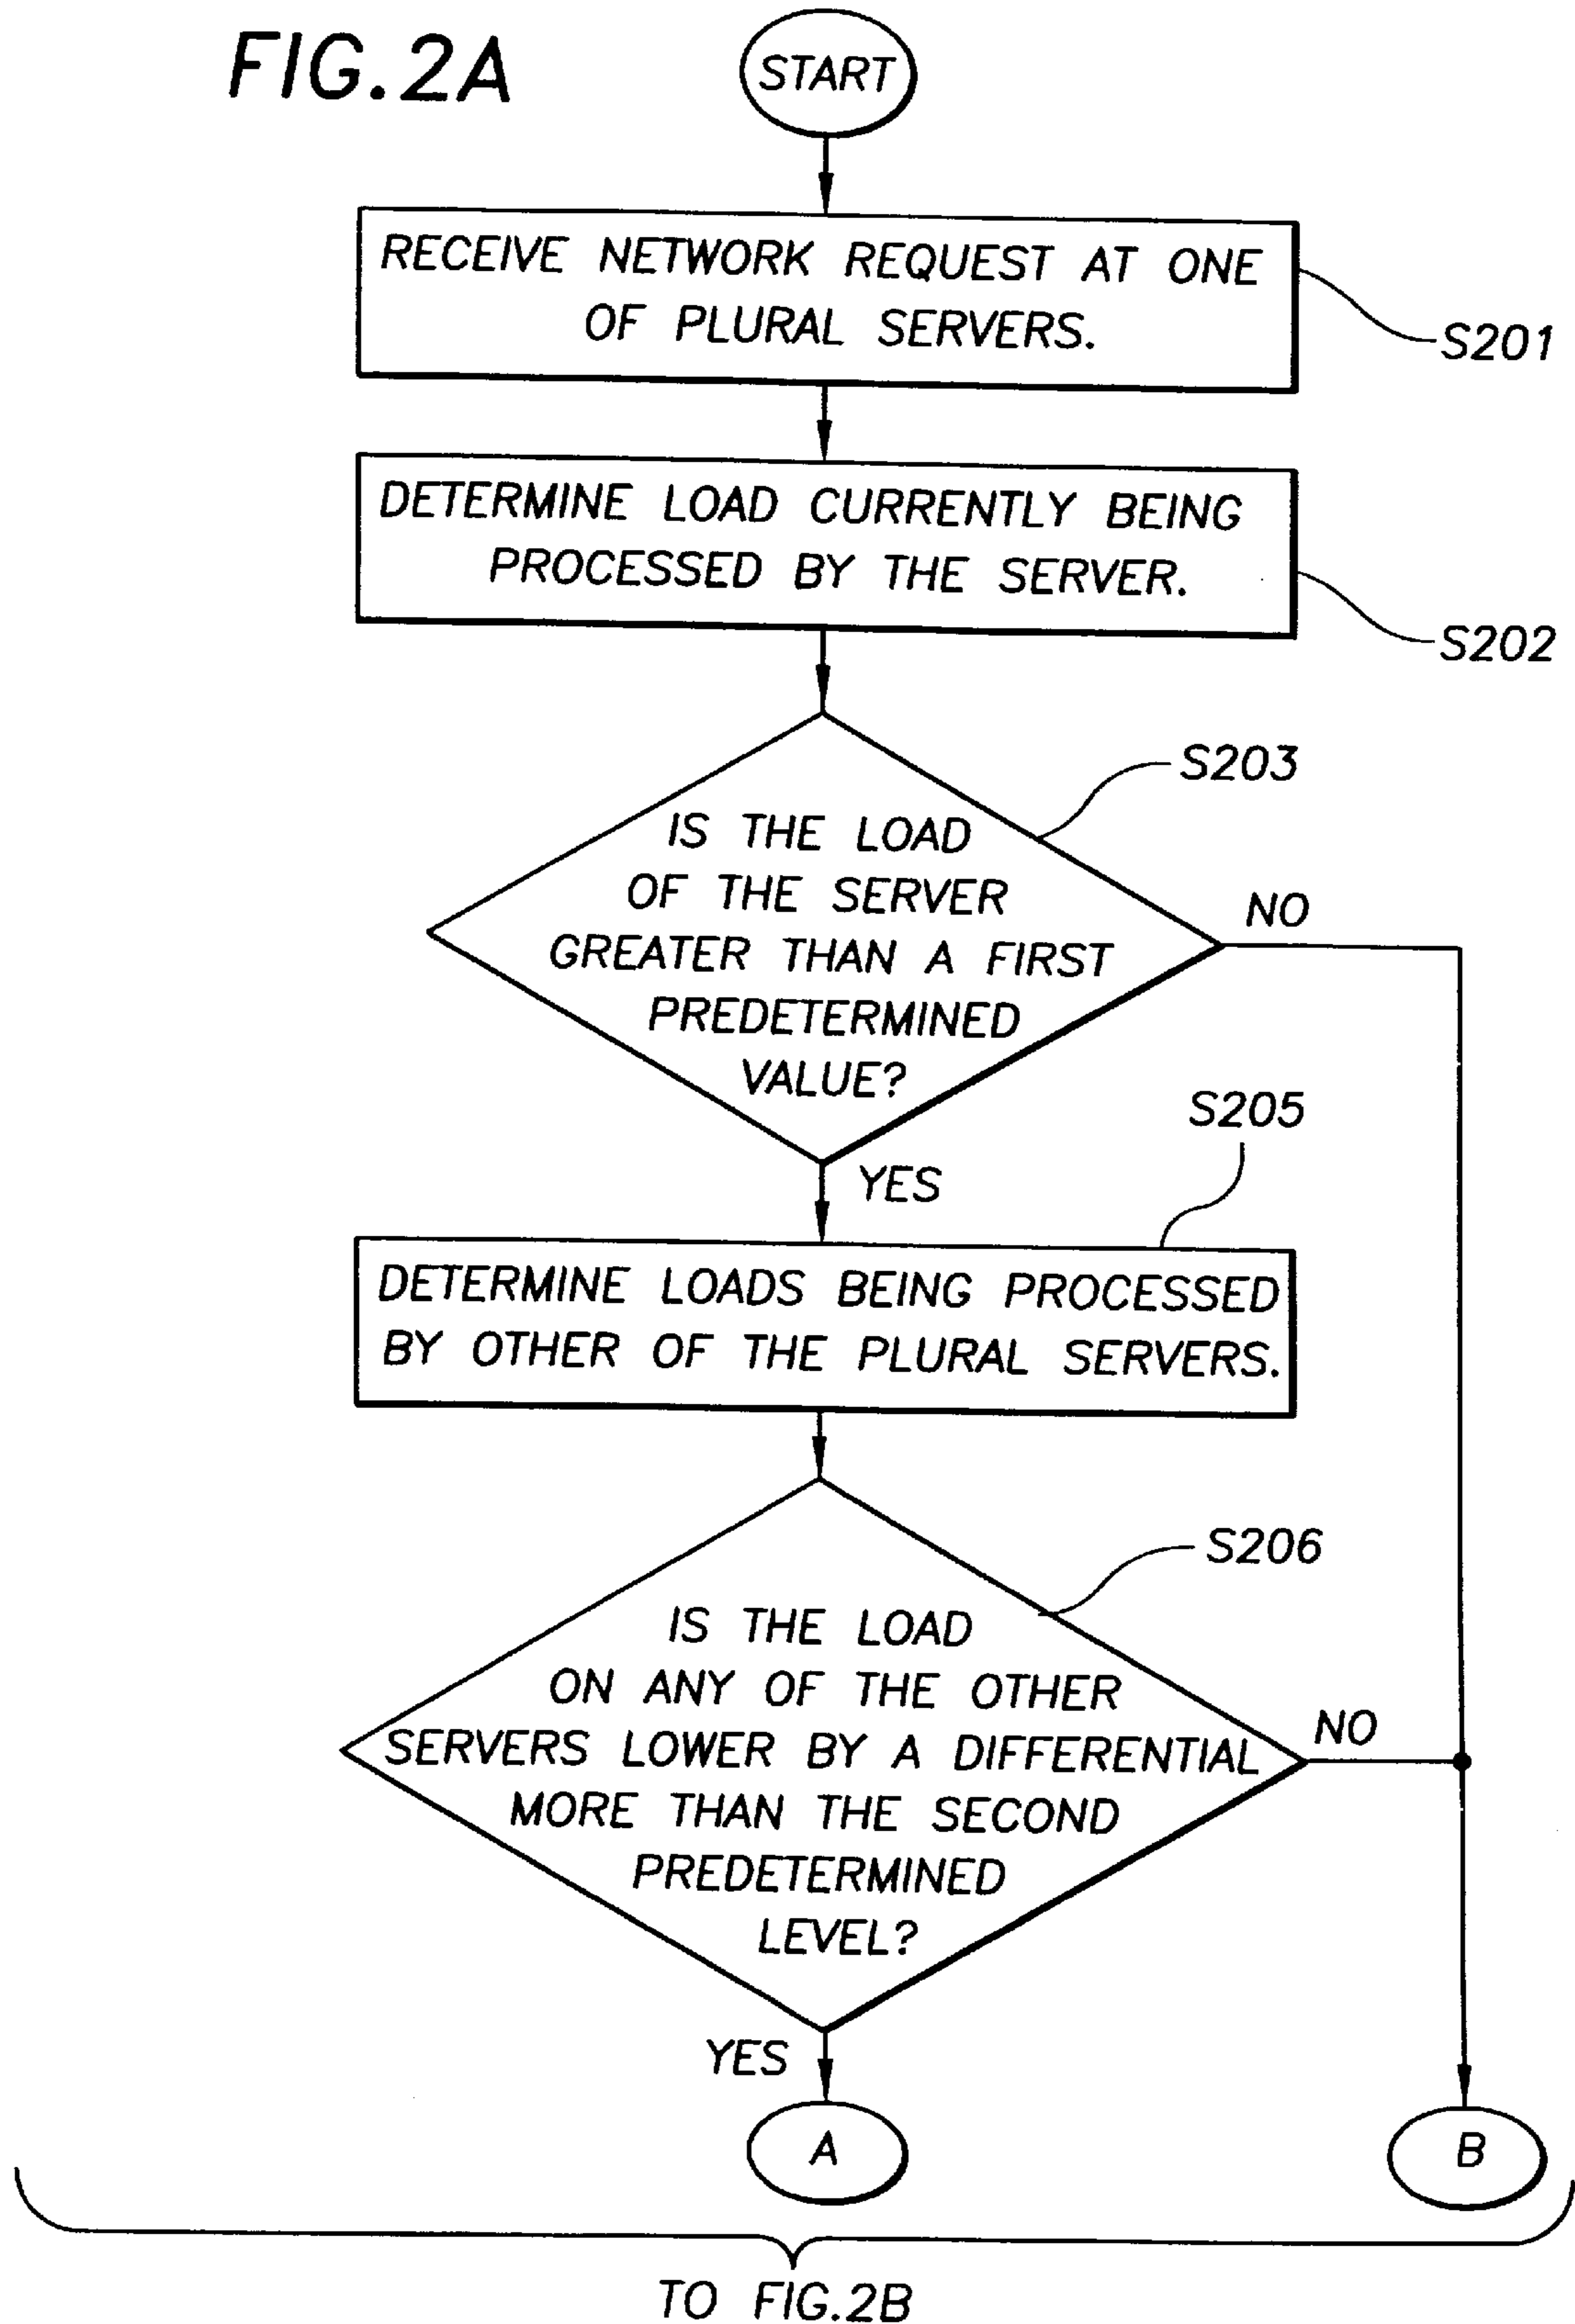 FIG.2A
START
RECEIVE NETWORK REQUEST AT ONE
OF PLURAL SERVERS.
S201
DETERMINE LOAD CURRENTLY BEING
PROCESSED BY THE SERVER.
S202
S203
IS THE LOAD
OF THE SERVER
GREATER THAN A FIRST
PREDETERMINED
VALUE?
NO
YES
S205
DETERMINE LOADS BEING PROCESSED
BY OTHER OF THE PLURAL SERVERS.
S206
IS THE LOAD
ON ANY OF THE OTHER
SERVERS LOWER BY A DIFFERENTIAL
MORE THAN THE SECOND
PREDETERMINED
LEVEL?
NO
YES
A
B
TO FIG.2B